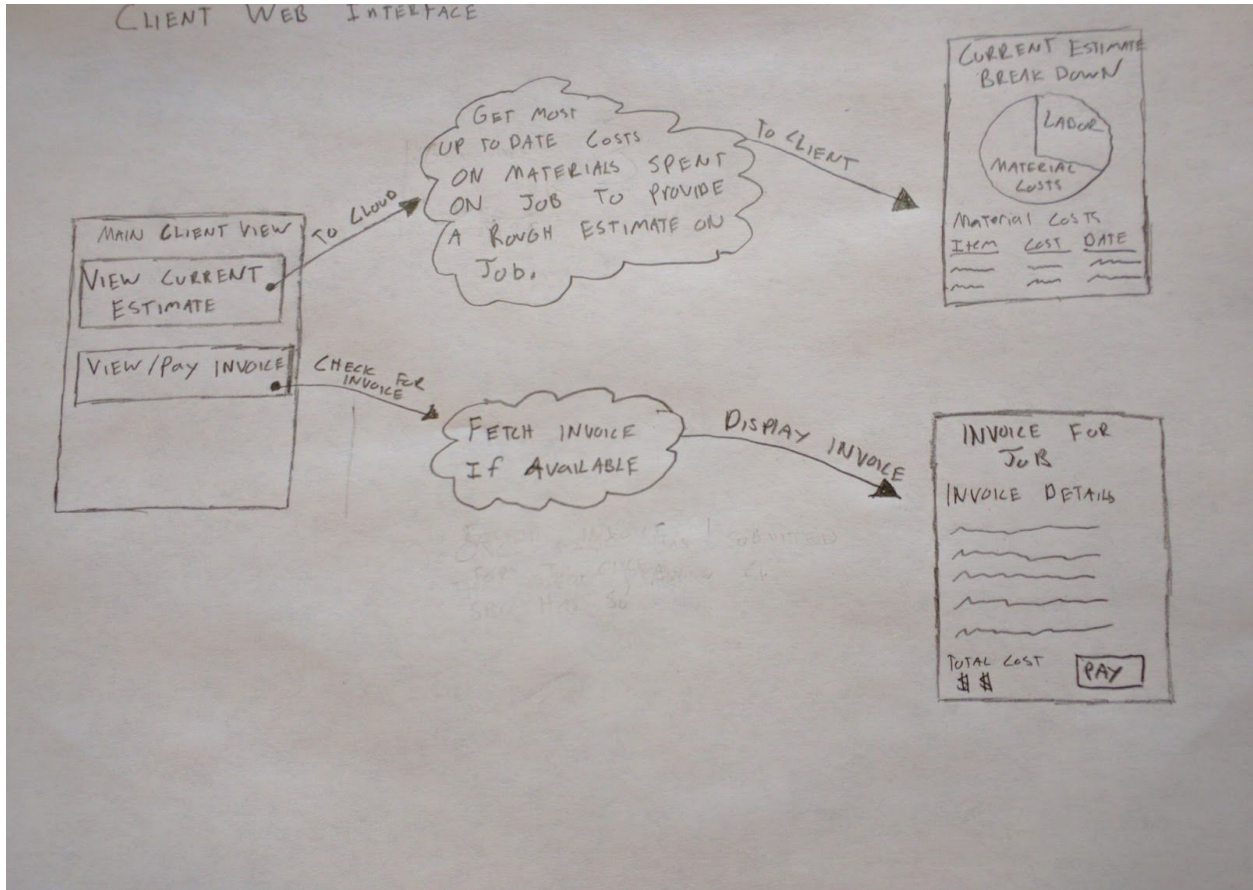 CLIENT WEB INTERFACE
MAIN CLIENT VIEW
VIEW CURRENT
ESTIMATE
VIEW/PAY INVOICE
TO CLOUD
GET MOST
UP TO DATE COSTS
ON MATERIALS SPENT
ON JOB TO PROVIDE
A ROUGH ESTIMATE ON
JOB.
TO CLIENT
CURRENT ESTIMATE
BREAK DOWN
LABOR
MATERIAL
COSTS
Material COSTS
Item COST DATE
CHECK FOR
INVOICE
FETCH INVOICE
If AVAILABLE
DISPLAY INVOICE
INVOICE FOR
JOB
INVOICE DETAILS
TOTAL COST
$ $
PAY